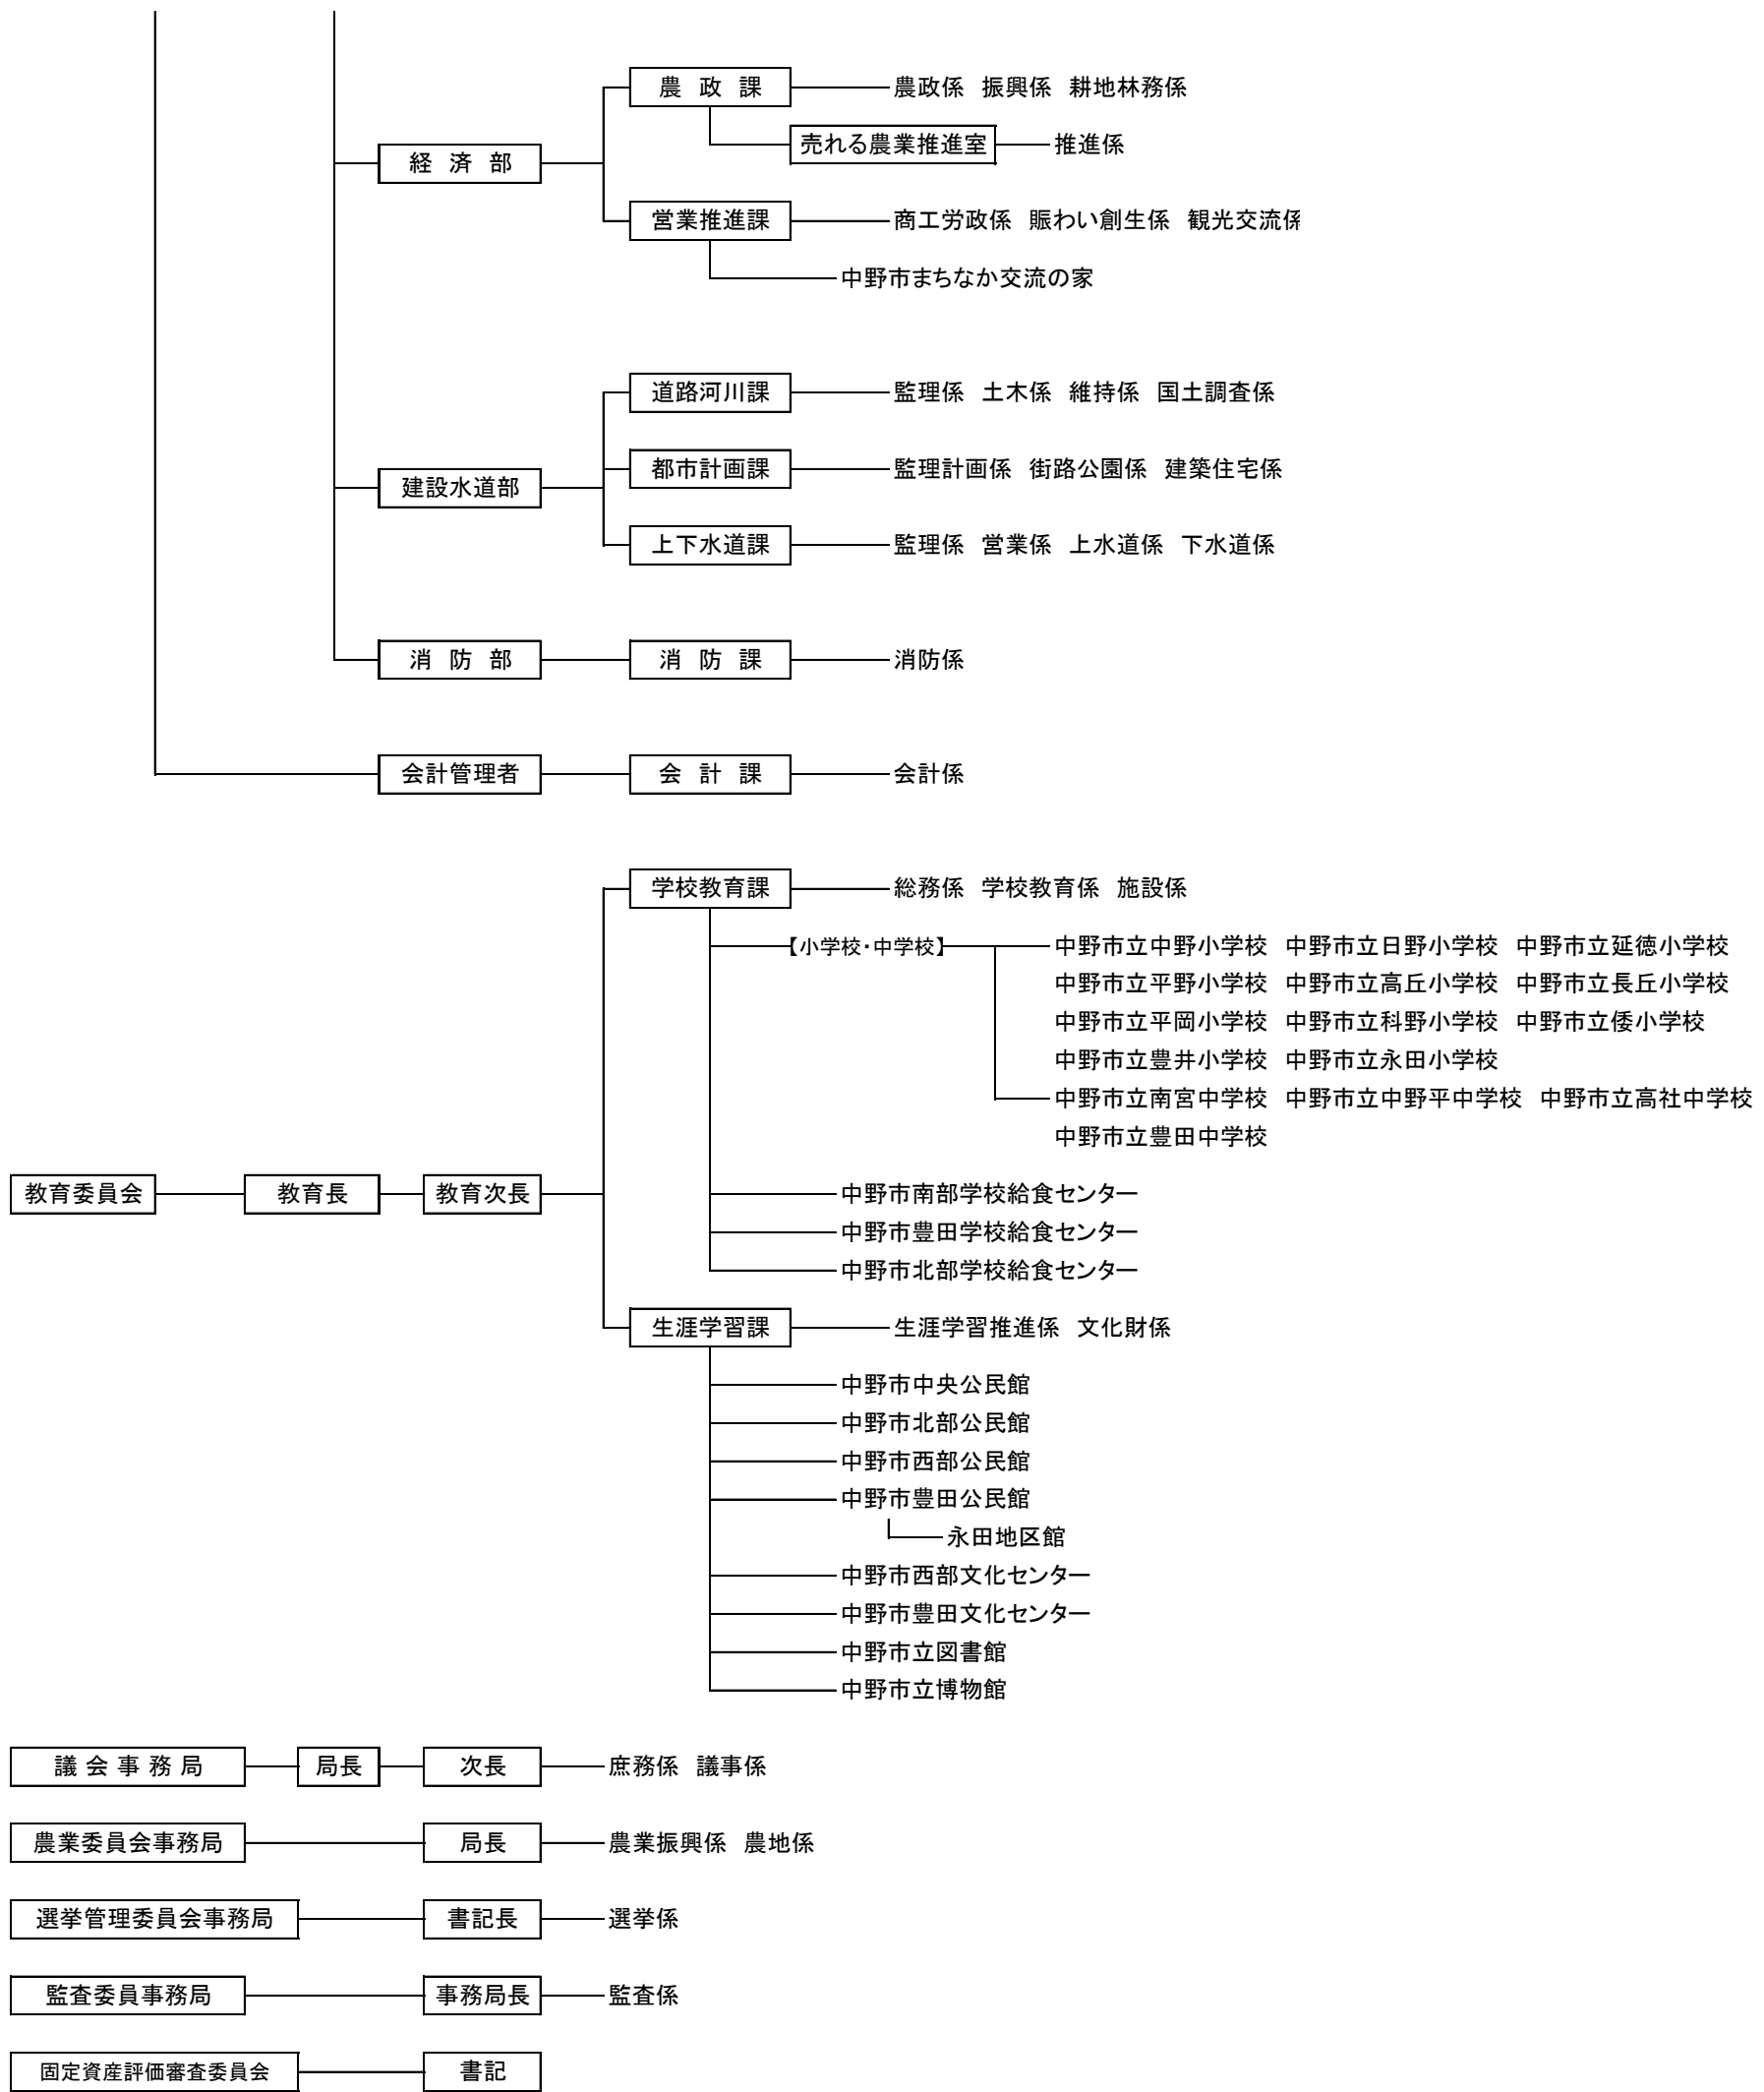 農　政　課　農政係　振興係　耕地林務係
売れる農業推進室　推進係
経　済　部
営業推進課　商工労政係　賑わい創生係　観光交流係
中野市まちなか交流の家
道路河川課　監理係　土木係　維持係　国土調査係
都市計画課　監理計画係　街路公園係　建築住宅係
建設水道部
上下水道課　監理係　営業係　上水道係　下水道係
消　防　部　消　防　課　消防係
会計管理者　会　計　課　会計係
学校教育課　総務係　学校教育係　施設係
【小学校・中学校】　中野市立中野小学校　中野市立日野小学校　中野市立延徳小学校
中野市立平野小学校　中野市立高丘小学校　中野市立長丘小学校
中野市立平岡小学校　中野市立科野小学校　中野市立倭小学校
中野市立豊井小学校　中野市立永田小学校
中野市立南宮中学校　中野市立中野平中学校　中野市立高社中学校
中野市立豊田中学校
教育委員会　教育長　教育次長　中野市南部学校給食センター
中野市豊田学校給食センター
中野市北部学校給食センター
生涯学習課　生涯学習推進係　文化財係
中野市中央公民館
中野市北部公民館
中野市西部公民館
中野市豊田公民館
永田地区館
中野市西部文化センター
中野市豊田文化センター
中野市立図書館
中野市立博物館
議 会 事 務 局　局長　次長　庶務係　議事係
農業委員会事務局　局長　農業振興係　農地係
選挙管理委員会事務局　書記長　選挙係
監査委員事務局　事務局長　監査係
固定資産評価審査委員会　書記